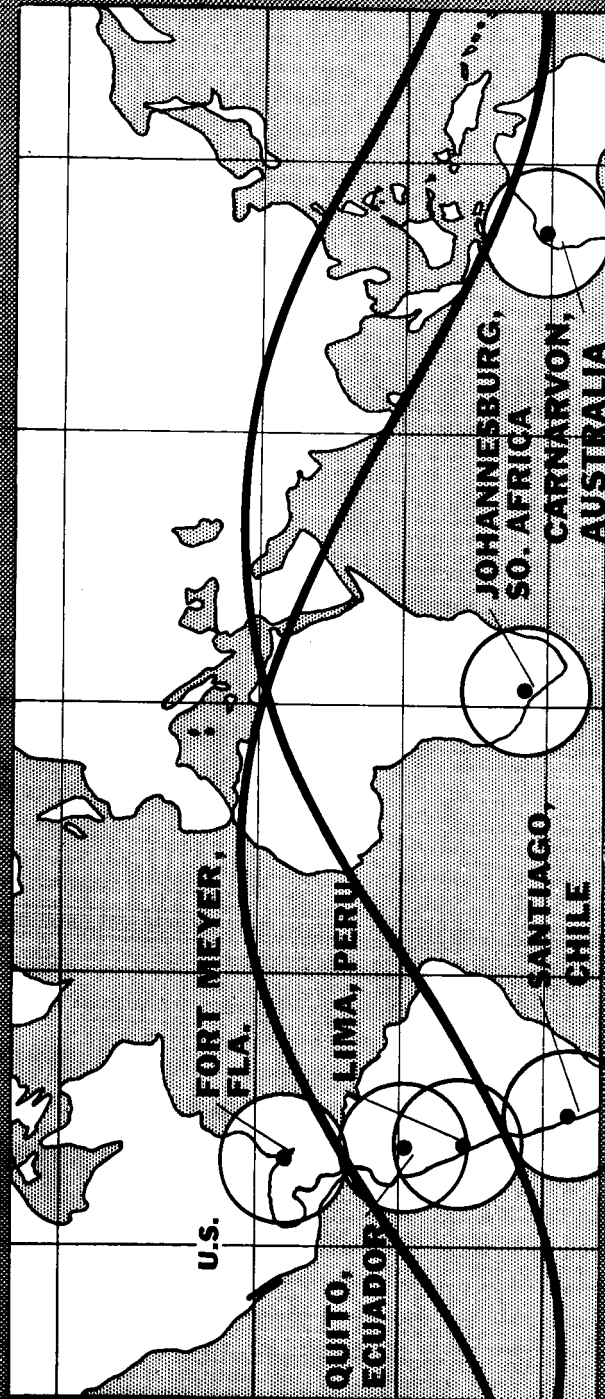 U.S.
FORT MEYER,
FLA.
QUITO,
ECUADOR
LIMA, PERU
SANTIAGO,
CHILE
JOHANNESBURG,
SO. AFRICA
CARNARVON,
AUSTRALIA